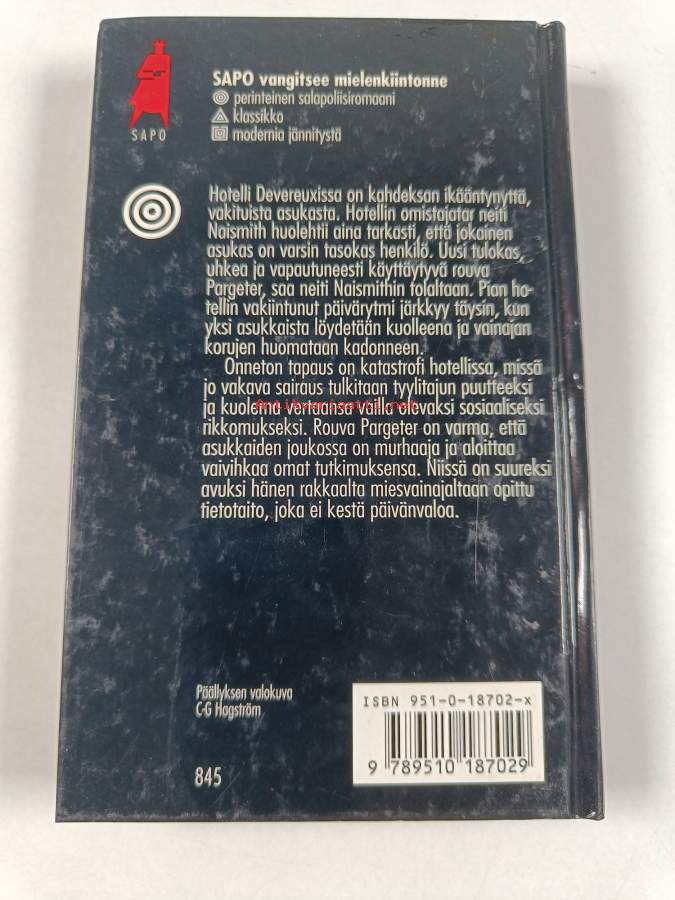 SAPO
SAPO vangitsee mielenkiintonne
perinteinen salapoliisiromaani
klassikko
modernia jännitystä
Hotelli Devereuxissa on kahdeksan ikääntynyttä,
vakituista asukasta. Hotellin omistajatar neiti
Naismith huolehtii aina tarkasti, että jokainen
asukas on varsin tasokas henkilö. Uusi tulokas,
uhkea ja vapautuneesti käyttäytyvä rouva
Pargeter, saa neiti Naismithin tolaltaan. Pian ho-
tellin vakiintunut päivärytmi järkkyy täysin, kun
yksi asukkaista löydetään kuolleena ja vainajan
korujen huomataan kadonneen.
Onneton tapaus on katastrofi hotellissa, missä
jo vakava sairaus tulkitaan tyylitajun puutteeksi
ja kuolema vertaansa vailla olevaksi sosiaaliseksi
rikkomukseksi. Rouva Pargeter on varma, että
asukkaiden joukossa on murhaaja ja aloittaa
vaivihkaa omat tutkimuksensa. Niissä on suureksi
avuksi hänen rakkaalta miesvainajaltaan opittu
tietotaito, joka ei kestä päivänvaloa.
Antikvariaatti.net
Päällyksen valokuva
C-G Hagström
845
ISBN 951-0-18702-x
9 789510 187029